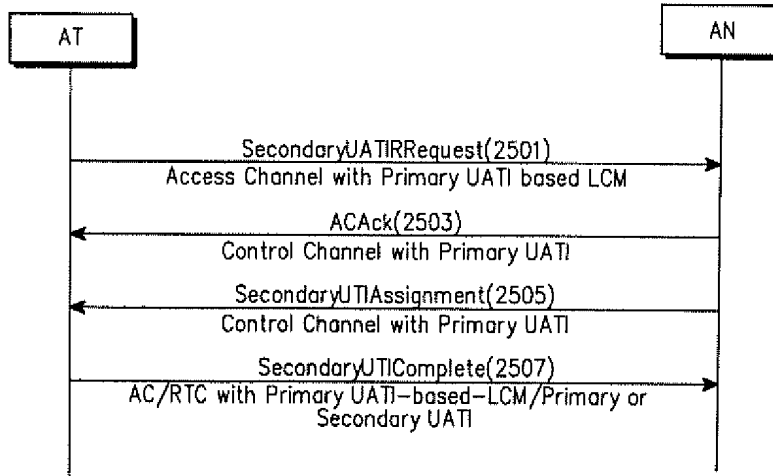 AT
AN
SecondaryUATIRRequest(2501)
Access Channel with Primary UATI based LCM
ACAck(2503)
Control Channel with Primary UATI
SecondaryUTIAssignment(2505)
Control Channel with Primary UATI
SecondaryUTIComplete(2507)
AC/RTC with Primary UATI-based-LCM/Primary or
Secondary UATI